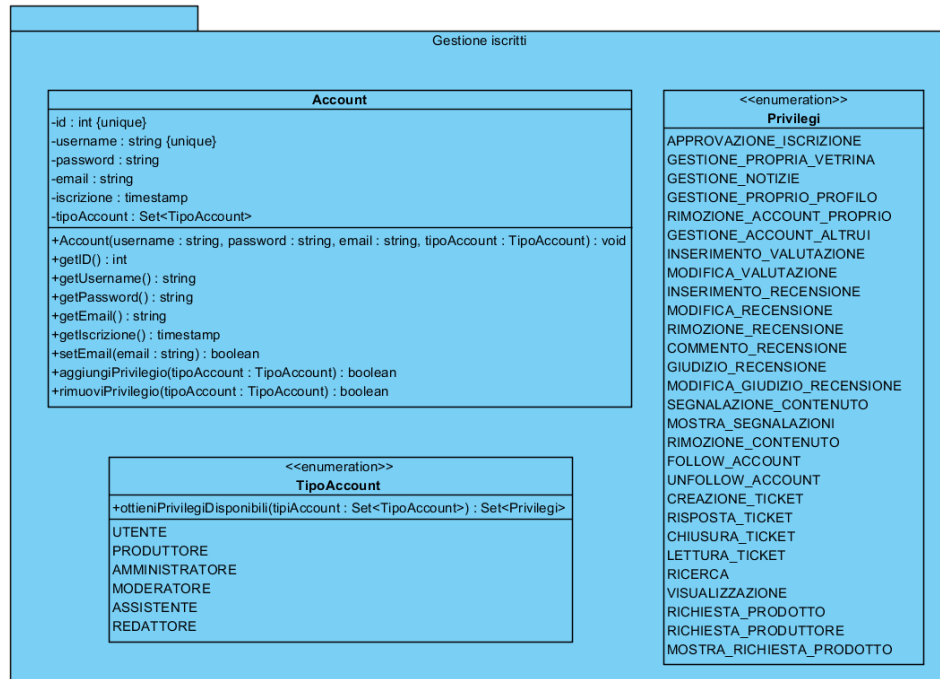 Gestione iscritti
Account
-id : int {unique}
-username : string {unique}
-password : string
-email : string
-iscrizione : timestamp
-tipoAccount : Set<TipoAccount>
+Account(username : string, password : string, email : string, tipoAccount : TipoAccount) : void
+getID() : int
+getUsername() : string
+getPassword() : string
+getEmail() : string
+getIscrizione() : timestamp
+setEmail(email : string) : boolean
+aggiungiPrivilegio(tipoAccount : TipoAccount) : boolean
+rimuoviPrivilegio(tipoAccount : TipoAccount) : boolean
<<enumeration>>
TipoAccount
+ottieniPrivilegiDisponibili(tipiAccount : Set<TipoAccount>) : Set<Privilegi>
UTENTE
PRODUTTORE
AMMINISTRATORE
MODERATORE
ASSISTENTE
REDATTORE
<<enumeration>>
Privilegi
APPROVAZIONE_ISCRIZIONE
GESTIONE_PROPRIA_VETRINA
GESTIONE_NOTIZIE
GESTIONE_PROPRIO_PROFILO
RIMOZIONE_ACCOUNT_PROPRIO
GESTIONE_ACCOUNT_ALTRUI
INSERIMENTO_VALUTAZIONE
MODIFICA_VALUTAZIONE
INSERIMENTO_RECENSIONE
MODIFICA_RECENSIONE
RIMOZIONE_RECENSIONE
COMMENTO_RECENSIONE
GIUDIZIO_RECENSIONE
MODIFICA_GIUDIZIO_RECENSIONE
SEGNALAZIONE_CONTENUTO
MOSTRA_SEGNALAZIONI
RIMOZIONE_CONTENUTO
FOLLOW_ACCOUNT
UNFOLLOW_ACCOUNT
CREAZIONE_TICKET
RISPOSTA_TICKET
CHIUSURA_TICKET
LETTURA_TICKET
RICERCA
VISUALIZZAZIONE
RICHIESTA_PRODOTTO
RICHIESTA_PRODUTTORE
MOSTRA_RICHIESTA_PRODOTTO